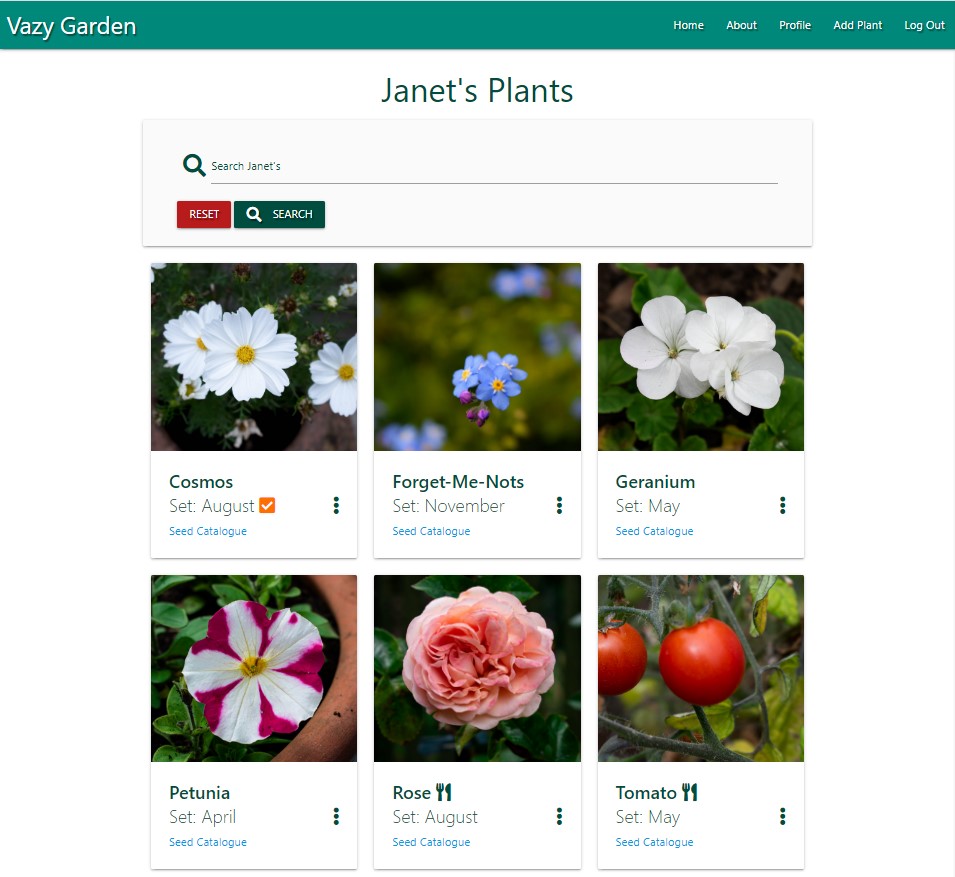 Vazy Garden
Home About Profile Add Plant Log Out
Janet's Plants
Search Janet's
RESET SEARCH
Cosmos
Set: August
Seed Catalogue
Forget-Me-Nots
Set: November
Seed Catalogue
Geranium
Set: May
Seed Catalogue
Petunia
Set: April
Seed Catalogue
Rose
Set: August
Seed Catalogue
Tomato
Set: May
Seed Catalogue